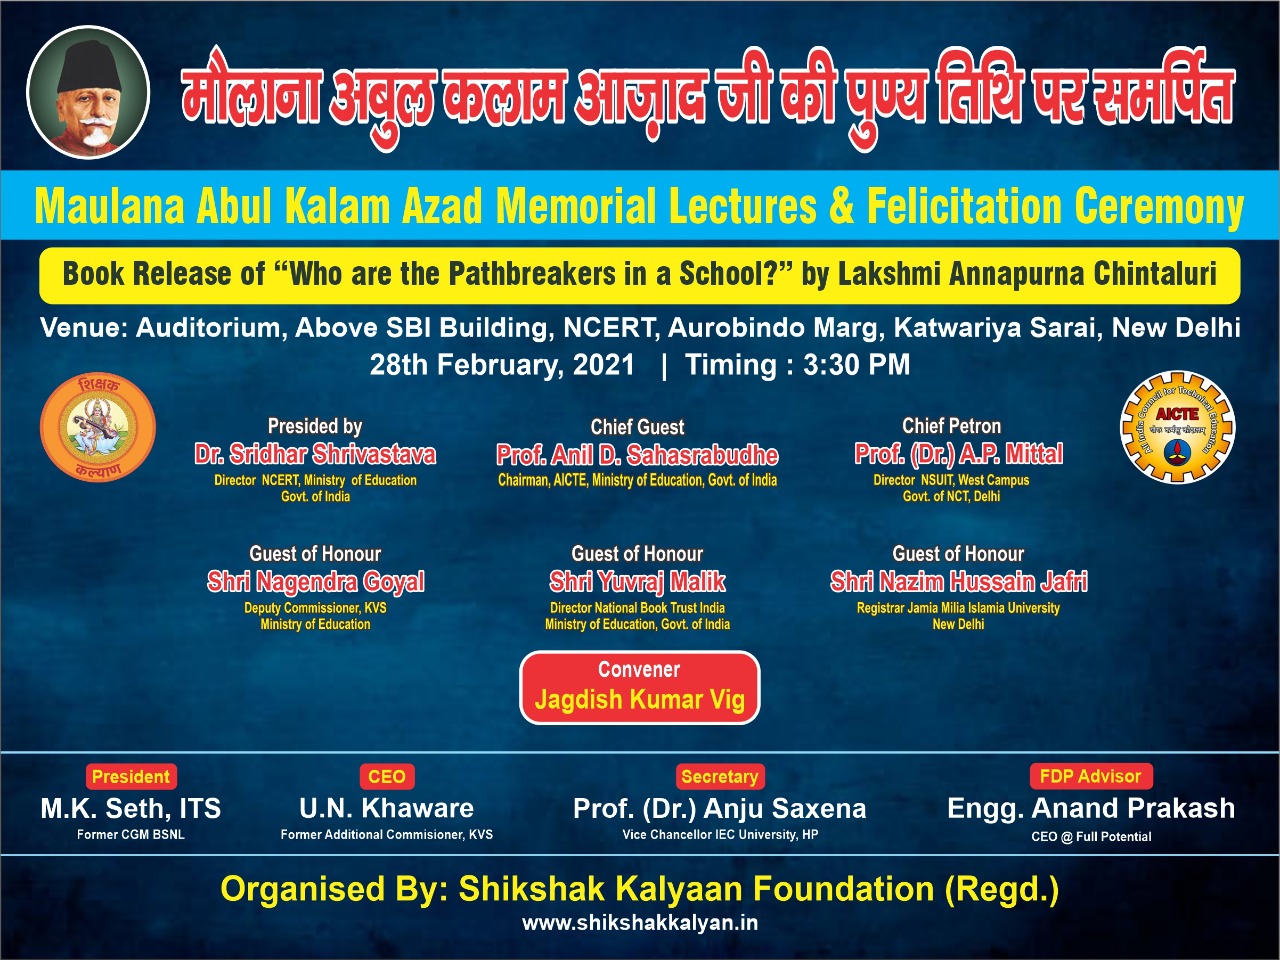 मौलाना अबुल कलाम आज़ाद जी की पुण्य तिथि पर समर्पित
Maulana Abul Kalam Azad Memorial Lectures & Felicitation Ceremony
Book Release of “Who are the Pathbreakers in a School?” by Lakshmi Annapurna Chintaluri
Venue: Auditorium, Above SBI Building, NCERT, Aurobindo Marg, Katwariya Sarai, New Delhi
28th February, 2021 | Timing : 3:30 PM
शिक्षक
कल्याण
All India Council for Technical Education
AICTE
योगः कर्मसु कौशलम्
Presided by
Dr. Sridhar Shrivastava
Director NCERT, Ministry of Education
Govt. of India
Chief Guest
Prof. Anil D. Sahasrabudhe
Chairman, AICTE, Ministry of Education, Govt. of India
Chief Petron
Prof. (Dr.) A.P. Mittal
Director NSUIT, West Campus
Govt. of NCT, Delhi
Guest of Honour
Shri Nagendra Goyal
Deputy Commissioner, KVS
Ministry of Education
Guest of Honour
Shri Yuvraj Malik
Director National Book Trust India
Ministry of Education, Govt. of India
Guest of Honour
Shri Nazim Hussain Jafri
Registrar Jamia Milia Islamia University
New Delhi
Convener
Jagdish Kumar Vig
President
M.K. Seth, ITS
Former CGM BSNL
CEO
U.N. Khaware
Former Additional Commisioner, KVS
Secretary
Prof. (Dr.) Anju Saxena
Vice Chancellor IEC University, HP
FDP Advisor
Engg. Anand Prakash
CEO @ Full Potential
Organised By: Shikshak Kalyaan Foundation (Regd.)
www.shikshakkalyan.in